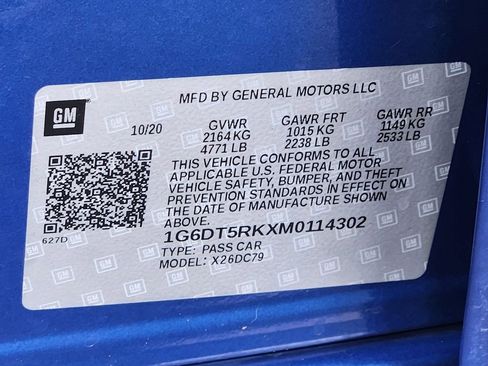 MFD BY GENERAL MOTORS LLC
GM
10/20 GVWR GAWR FRT GAWR RR
2164 KG 1015 KG 1149 KG
4771 LB 2238 LB 2533 LB
THIS VEHICLE CONFORMS TO ALL
APPLICABLE U.S. FEDERAL MOTOR
VEHICLE SAFETY, BUMPER, AND THEFT
PREVENTION STANDARDS IN EFFECT ON
THE DATE OF MANUFACTURE SHOWN
ABOVE.
627D 1G6DT5RKXM0114302
TYPE: PASS CAR
MODEL: X26DC79